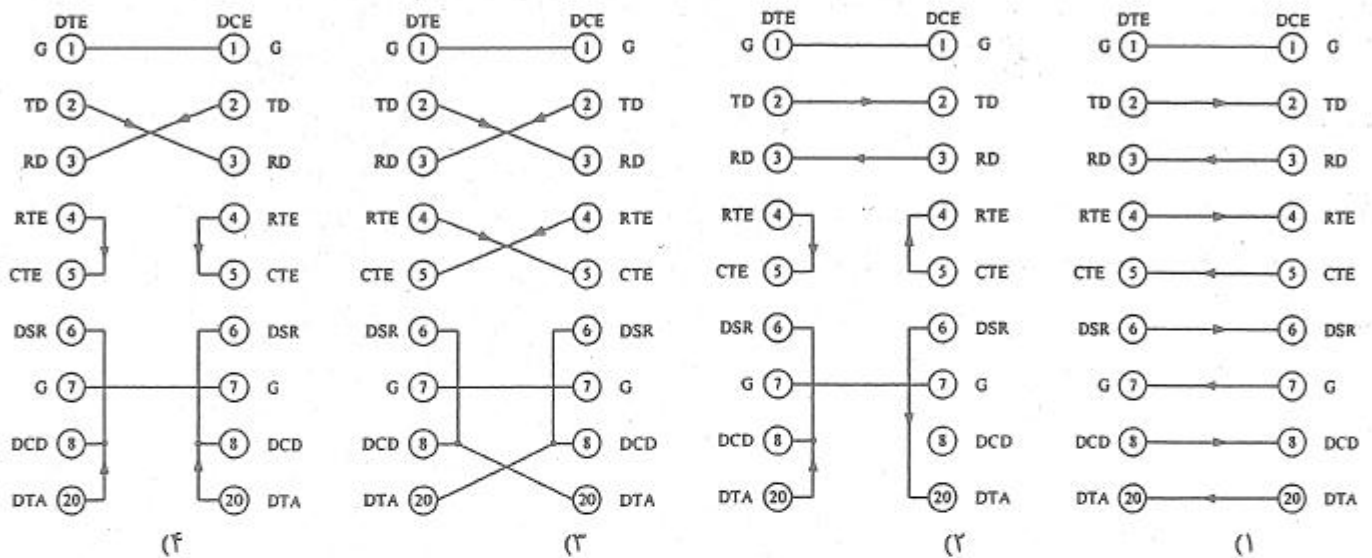 DTE DCE DTE DCE DTE DCE DTE DCE
G 1 1 G G 1 1 G G 1 1 G G 1 1 G
TD 2 2 TD TD 2 2 TD TD 2 2 TD TD 2 2 TD
RD 3 3 RD RD 3 3 RD RD 3 3 RD RD 3 3 RD
RTE 4 4 RTE RTE 4 4 RTE RTE 4 4 RTE RTE 4 4 RTE
CTE 5 5 CTE CTE 5 5 CTE CTE 5 5 CTE CTE 5 5 CTE
DSR 6 6 DSR DSR 6 6 DSR DSR 6 6 DSR DSR 6 6 DSR
G 7 7 G G 7 7 G G 7 7 G G 7 7 G
DCD 8 8 DCD DCD 8 8 DCD DCD 8 8 DCD DCD 8 8 DCD
DTA 20 20 DTA DTA 20 20 DTA DTA 20 20 DTA DTA 20 20 DTA
(۴ (۳ (۲ (۱